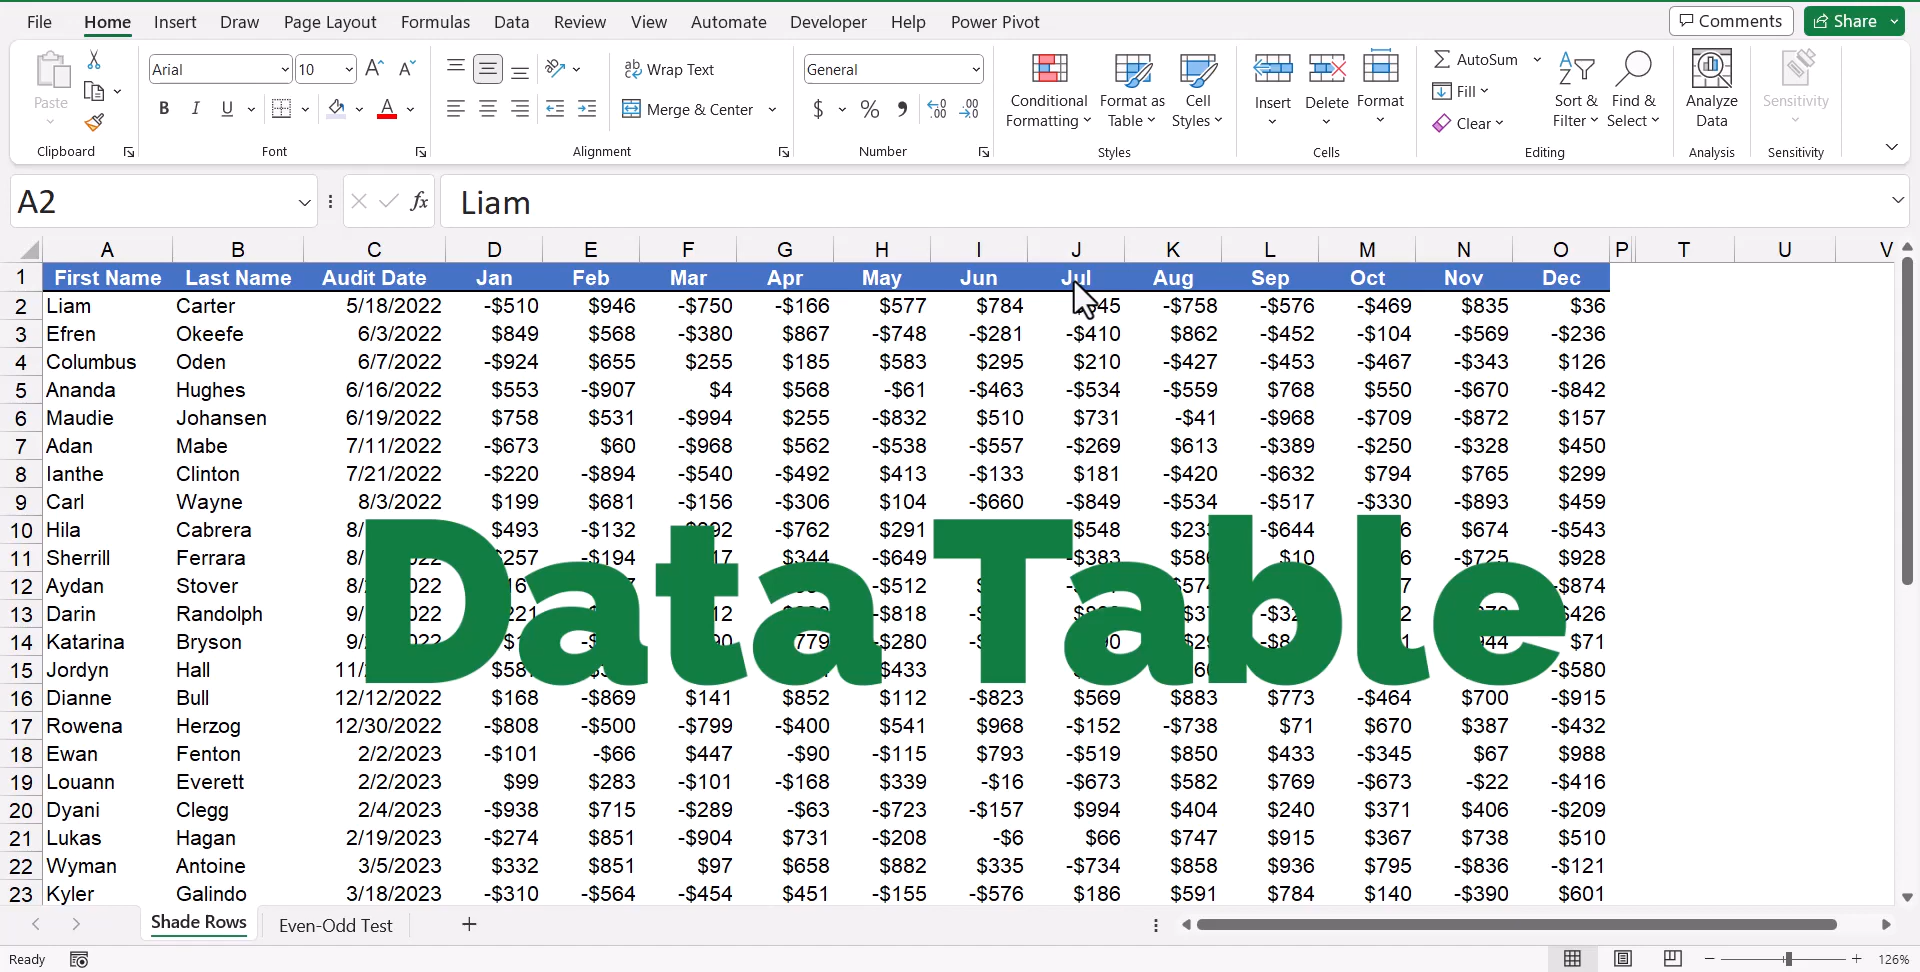 File Home Insert Draw Page Layout Formulas Data Review View Automate Developer Help Power Pivot Comments Share
Paste Arial 10 Wrap Text General Conditional Formatting Format as Table Cell Styles Insert Delete Format AutoSum Fill Clear Sort & Filter Find & Select Analyze Data Sensitivity
B I U A Merge & Center $ %
Clipboard Font Alignment Number Styles Cells Editing Analysis Sensitivity
A2 fx Liam
A B C D E F G H I J K L M N O P T U V
1 First Name Last Name Audit Date Jan Feb Mar Apr May Jun Jul Aug Sep Oct Nov Dec
2 Liam Carter 5/18/2022 -$510 $946 -$750 -$166 $577 $784 -$758 -$576 -$469 $835 $36
3 Efren Okeefe 6/3/2022 $849 $568 -$380 $867 -$748 -$281 -$410 $862 -$452 -$104 -$569 -$236
4 Columbus Oden 6/7/2022 -$924 $655 $255 $185 $583 $295 $210 -$427 -$453 -$467 -$343 $126
5 Ananda Hughes 6/16/2022 $553 -$907 $4 $568 -$61 -$463 -$534 -$559 $768 $550 -$670 -$842
6 Maudie Johansen 6/19/2022 $758 $531 -$994 $255 -$832 $510 $731 -$41 -$968 -$709 -$872 $157
7 Adan Mabe 7/11/2022 -$673 $60 -$968 $562 -$538 -$557 -$269 $613 -$389 -$250 -$328 $450
8 Ianthe Clinton 7/21/2022 -$220 -$894 -$540 -$492 $413 -$133 $181 -$420 -$632 $794 $765 $299
9 Carl Wayne 8/3/2022 $199 $681 -$156 -$306 $104 -$660 -$849 -$534 -$517 -$330 -$893 $459
10 Hila Cabrera $493 -$132 -$762 $291 $548 -$644 $674 -$543
11 Sherrill Ferrara $257 -$194 $344 -$649 -$383 $10 -$725 $928
12 Aydan Stover -$512 -$874
13 Darin Randolph -$818 $426
14 Katarina Bryson -$280 $71
15 Jordyn Hall $433 -$580
Data Table
16 Dianne Bull 12/12/2022 $168 -$869 $141 $852 $112 -$823 $569 $883 $773 -$464 $700 -$915
17 Rowena Herzog 12/30/2022 -$808 -$500 -$799 -$400 $541 $968 -$152 -$738 $71 $670 $387 -$432
18 Ewan Fenton 2/2/2023 -$101 -$66 $447 -$90 -$115 $793 -$519 $850 $433 -$345 $67 $988
19 Louann Everett 2/2/2023 $99 $283 -$101 -$168 $339 -$16 -$673 $582 $769 -$673 -$22 -$416
20 Dyani Clegg 2/4/2023 -$938 $715 -$289 -$63 -$723 -$157 $994 $404 $240 $371 $406 -$209
21 Lukas Hagan 2/19/2023 -$274 $851 -$904 $731 -$208 -$6 $66 $747 $915 $367 $738 $510
22 Wyman Antoine 3/5/2023 $332 $851 $97 $658 $882 $335 -$734 $858 $936 $795 -$836 -$121
23 Kyler Galindo 3/18/2023 -$310 -$564 -$454 $451 -$155 -$576 $186 $591 $784 $140 -$390 $601
Shade Rows Even-Odd Test
Ready 126%